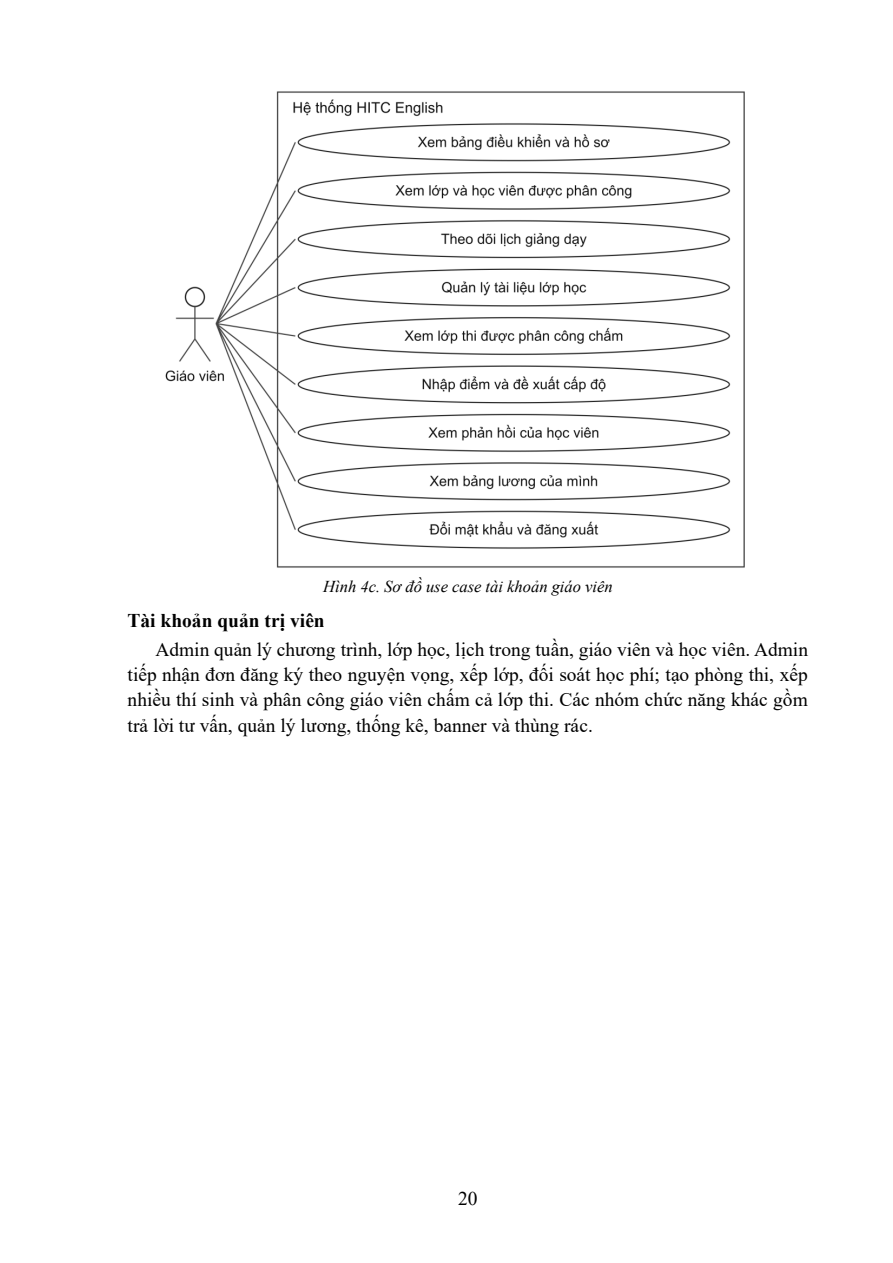 Hệ thống HITC English
Xem bảng điều khiển và hồ sơ
Xem lớp và học viên được phân công
Theo dõi lịch giảng dạy
Quản lý tài liệu lớp học
Xem lớp thi được phân công chấm
Nhập điểm và đề xuất cấp độ
Xem phản hồi của học viên
Xem bảng lương của mình
Đổi mật khẩu và đăng xuất
Giáo viên
Hình 4c. Sơ đồ use case tài khoản giáo viên
Tài khoản quản trị viên
Admin quản lý chương trình, lớp học, lịch trong tuần, giáo viên và học viên. Admin
tiếp nhận đơn đăng ký theo nguyện vọng, xếp lớp, đối soát học phí; tạo phòng thi, xếp
nhiều thí sinh và phân công giáo viên chấm cả lớp thi. Các nhóm chức năng khác gồm
trả lời tư vấn, quản lý lương, thống kê, banner và thùng rác.
20